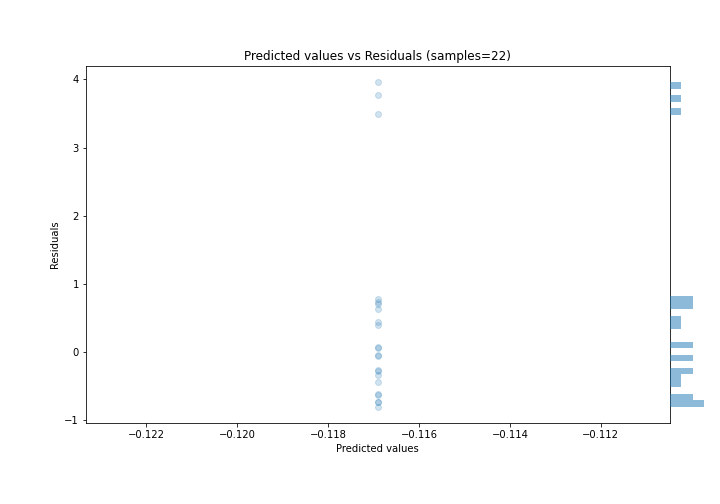 Predicted values vs Residuals (samples=22)
4
3
2
1
0
−1
Residuals
−0.122 −0.120 −0.118 −0.116 −0.114 −0.112
Predicted values